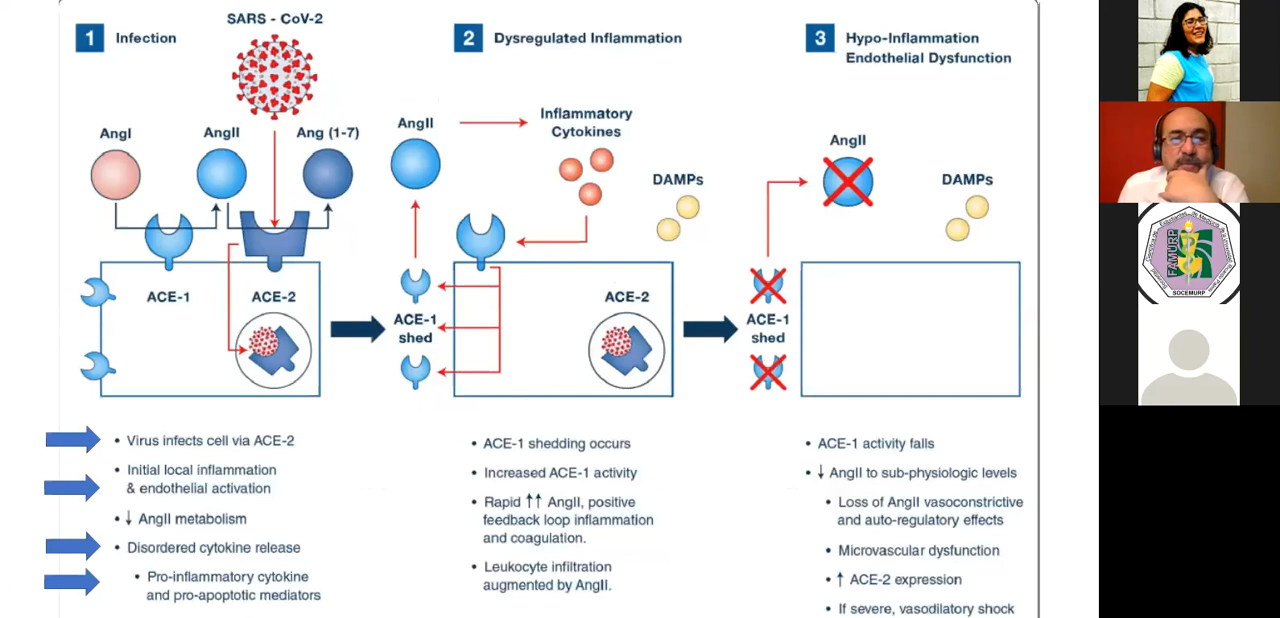 SARS - CoV-2
1 Infection
AngI
AngII
Ang (1-7)
ACE-1
ACE-2
• Virus infects cell via ACE-2
• Initial local inflammation
& endothelial activation
• ↓ AngII metabolism
• Disordered cytokine release
• Pro-inflammatory cytokine
and pro-apoptotic mediators
2 Dysregulated Inflammation
AngII
Inflammatory
Cytokines
DAMPs
ACE-1
shed
ACE-2
• ACE-1 shedding occurs
• Increased ACE-1 activity
• Rapid ↑↑ AngII, positive
feedback loop inflammation
and coagulation.
• Leukocyte infiltration
augmented by AngII.
3 Hypo-Inflammation
Endothelial Dysfunction
AngII
DAMPs
ACE-1
shed
• ACE-1 activity falls
• ↓ AngII to sub-physiologic levels
• Loss of AngII vasoconstrictive
and auto-regulatory effects
• Microvascular dysfunction
• ↑ ACE-2 expression
• If severe, vasodilatory shock
FAMURP
SOCEMURP